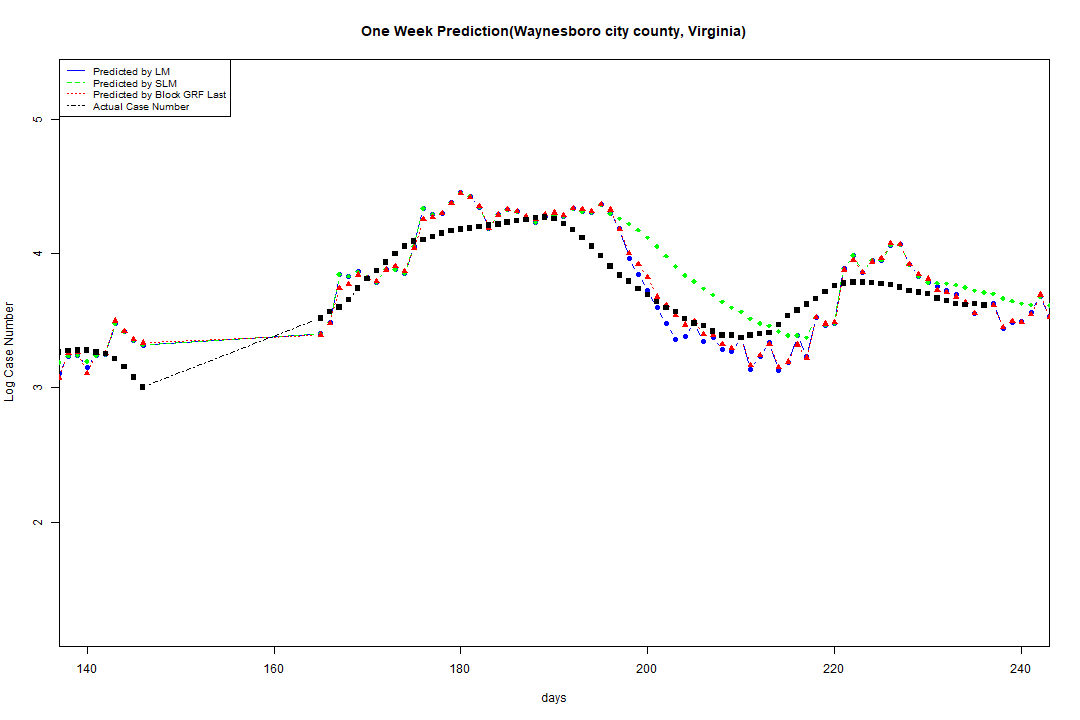 One Week Prediction(Waynesboro city county, Virginia)
Predicted by LM
Predicted by SLM
Predicted by Block GRF Last
Actual Case Number
5
4
3
2
Log Case Number
140 160 180 200 220 240
days